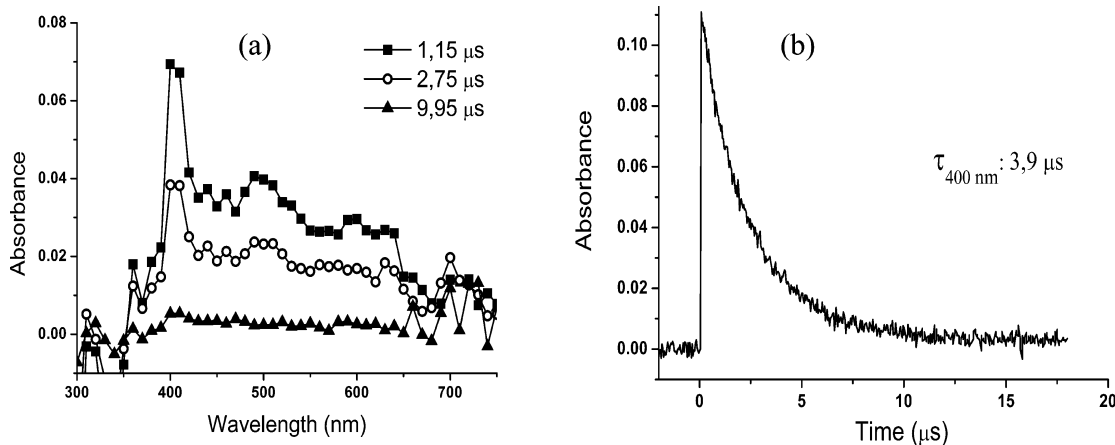 (a)
1,15 μs
2,75 μs
9,95 μs
0.08
0.06
0.04
0.02
0.00
Absorbance
300 400 500 600 700
Wavelength (nm)
(b)
τ400 nm: 3,9 μs
0.10
0.08
0.06
0.04
0.02
0.00
Absorbance
0 5 10 15 20
Time (μs)